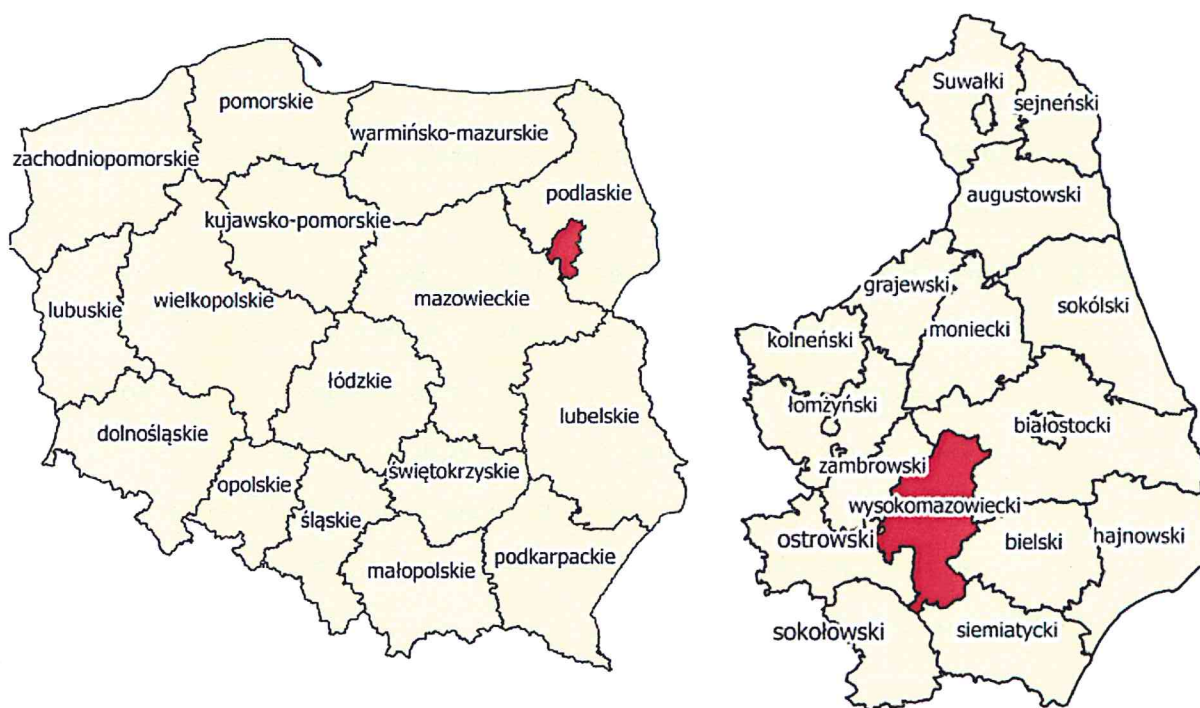 pomorskie
warmińsko-mazurskie
zachodniopomorskie
podlaskie
kujawsko-pomorskie
mazowieckie
wielkopolskie
lubuskie
łódzkie
lubelskie
dolnośląskie
świętokrzyskie
opolskie
śląskie
podkarpackie
małopolskie
Suwałki
sejneński
augustowski
grajewski
sokólski
moniecki
kolneński
łomżyński
białostocki
zambrowski
wysokomazowiecki
ostrowski
bielski
hajnowski
sokołowski
siemiatycki